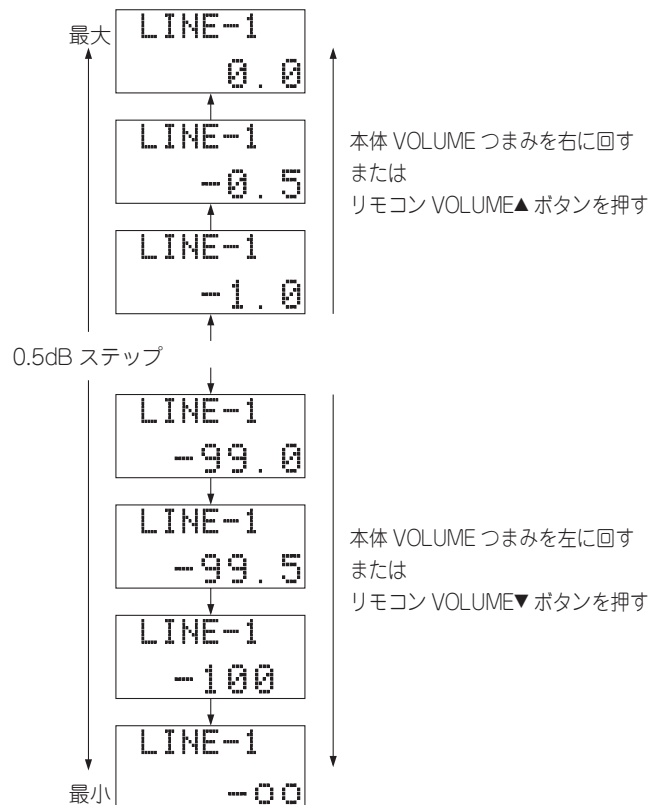 最大
LINE-1
0.0
LINE-1
-0.5
LINE-1
-1.0
本体 VOLUME つまみを右に回す
または
リモコン VOLUME▲ ボタンを押す
0.5dB ステップ
LINE-1
-99.0
LINE-1
-99.5
LINE-1
-100
LINE-1
-oo
本体 VOLUME つまみを左に回す
または
リモコン VOLUME▼ ボタンを押す
最小